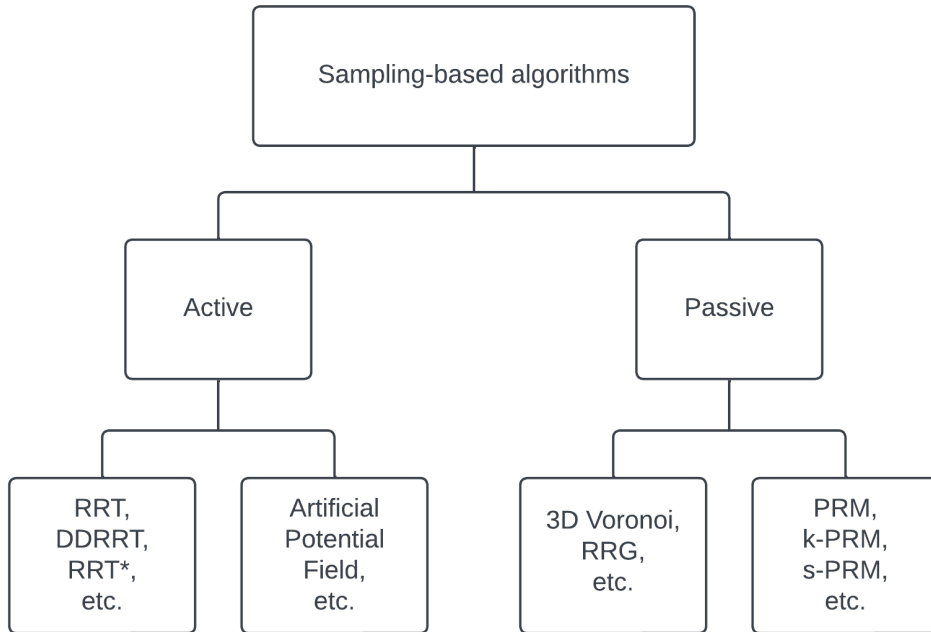 Sampling-based algorithms
Active
Passive
RRT,
DDRRT,
RRT*,
etc.
Artificial
Potential
Field,
etc.
3D Voronoi,
RRG,
etc.
PRM,
k-PRM,
s-PRM,
etc.